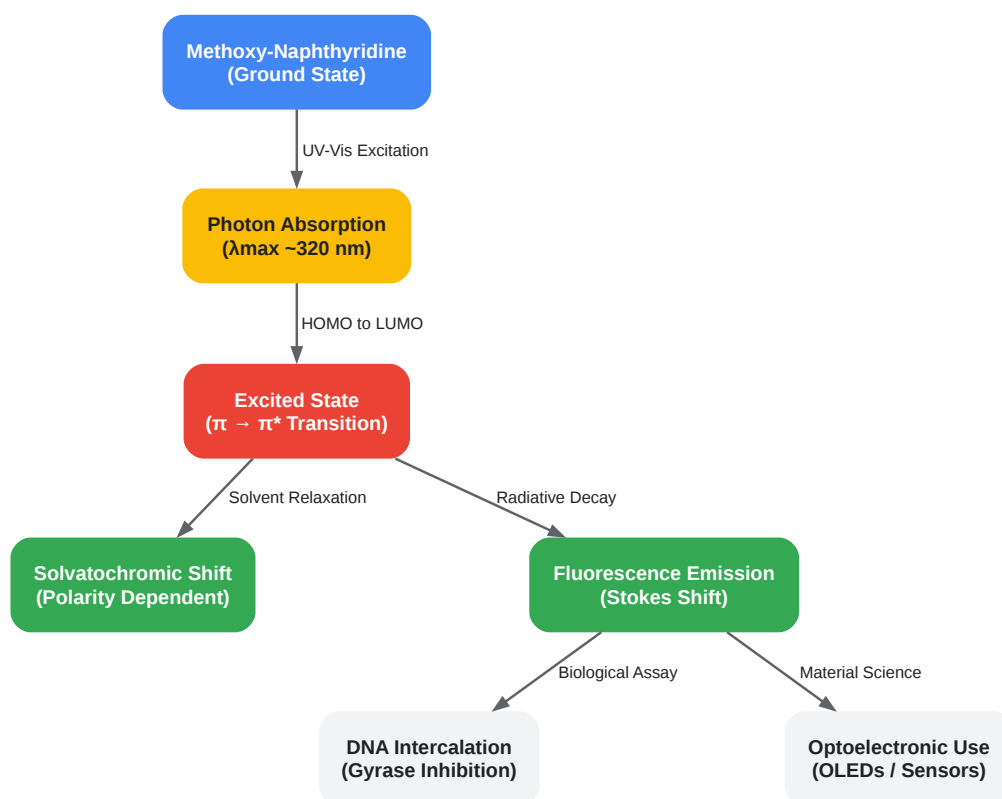 Methoxy-Naphthyridine
(Ground State)
UV-Vis Excitation
Photon Absorption
(λmax ~320 nm)
HOMO to LUMO
Excited State
(π → π* Transition)
Solvent Relaxation
Radiative Decay
Solvatochromic Shift
(Polarity Dependent)
Fluorescence Emission
(Stokes Shift)
Biological Assay
Material Science
DNA Intercalation
(Gyrase Inhibition)
Optoelectronic Use
(OLEDs / Sensors)